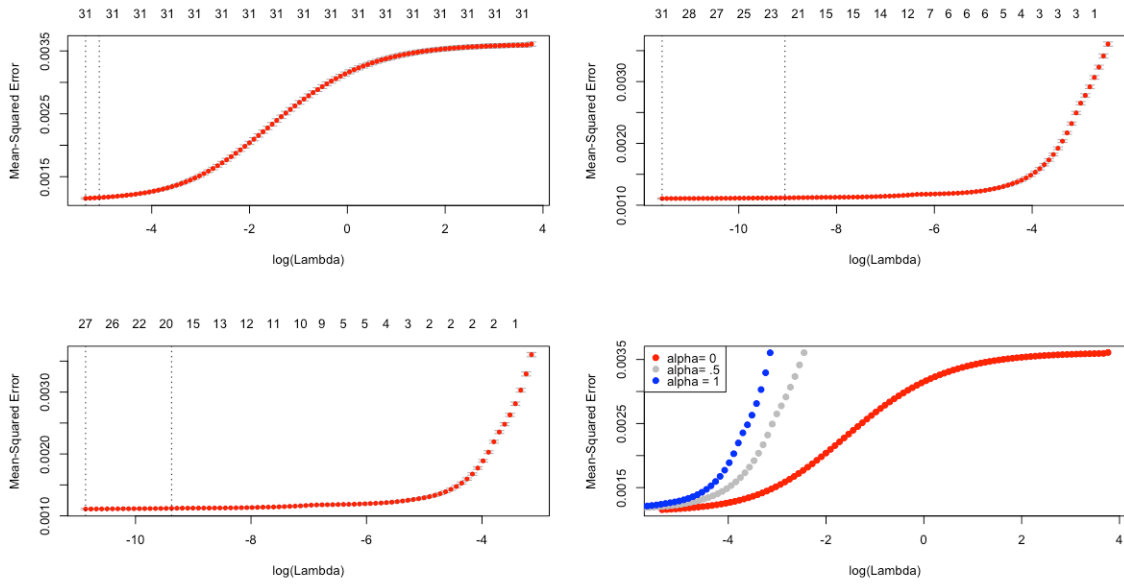 31 31 31 31 31 31 31 31 31 31 31 31 31 31 31 31 31
Mean-Squared Error
0.0035
0.0025
0.0015
-4 -2 0 2 4
log(Lambda)
31 28 27 25 23 21 15 15 14 12 7 6 6 6 5 4 3 3 3 1
Mean-Squared Error
0.0030
0.0020
0.0010
-10 -8 -6 -4
log(Lambda)
27 26 22 20 15 13 12 11 10 9 5 5 4 3 2 2 2 2 1
Mean-Squared Error
0.0030
0.0020
0.0010
-10 -8 -6 -4
log(Lambda)
Mean-Squared Error
0.0035
0.0025
0.0015
alpha= 0
alpha= .5
alpha = 1
-4 -2 0 2 4
log(Lambda)